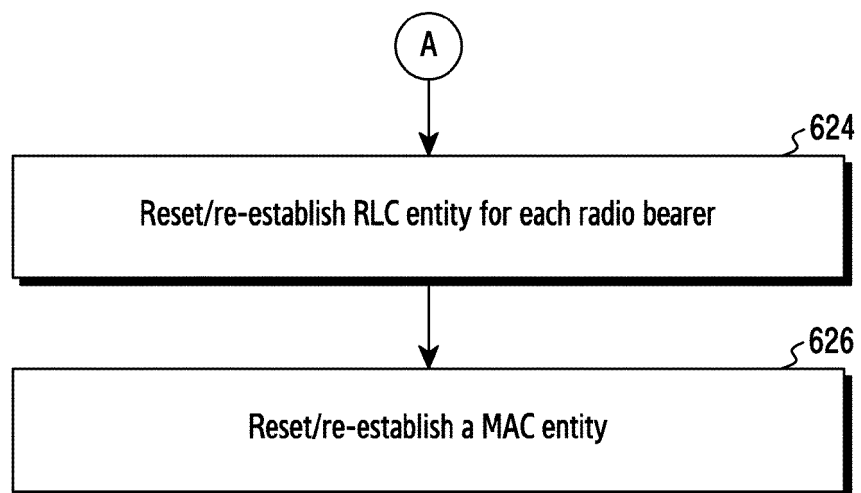 A
624
Reset/re-establish RLC entity for each radio bearer
626
Reset/re-establish a MAC entity